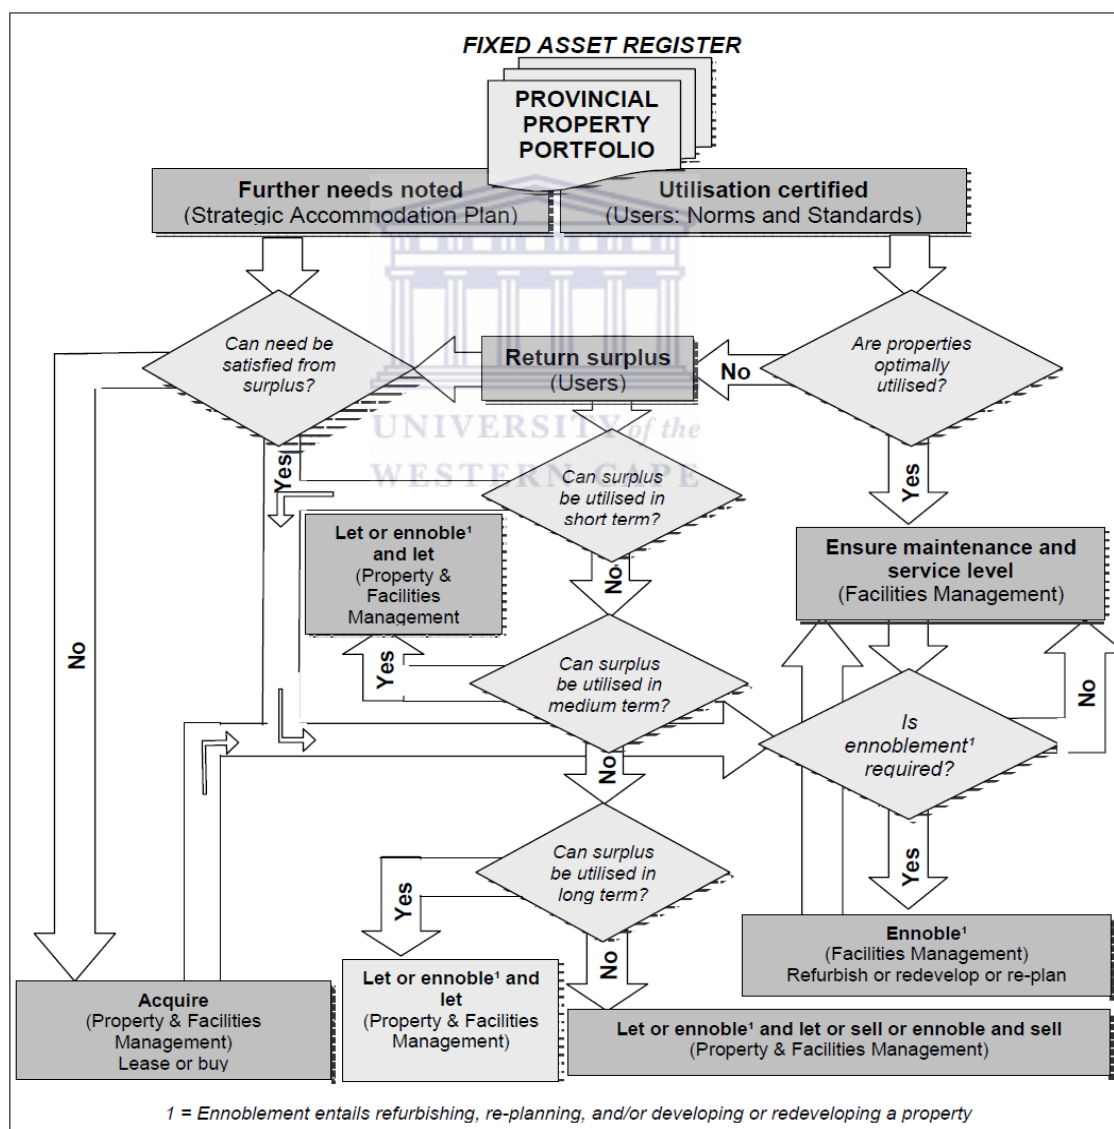 FIXED ASSET REGISTER
PROVINCIAL
PROPERTY
PORTFOLIO
Further needs noted
(Strategic Accommodation Plan)
Utilisation certified
(Users: Norms and Standards)
Can need be
satisfied from
surplus?
Return surplus
(Users)
No
Are properties
optimally
utilised?
UNIVERSITY of the
WESTERN CAPE
Yes
Can surplus
be utilised in
short term?
Yes
Let or ennoble¹
and let
(Property &
Facilities
Management
No
Ensure maintenance and
service level
(Facilities Management)
No
Yes
Can surplus
be utilised in
medium term?
No
Is
ennoblement¹
required?
No
Can surplus
be utilised in
long term?
Yes
Yes
No
Ennoble¹
(Facilities Management)
Refurbish or redevelop or re-plan
Acquire
(Property & Facilities
Management)
Lease or buy
Let or ennoble¹ and
let
(Property & Facilities
Management)
Let or ennoble¹ and let or sell or ennoble and sell
(Property & Facilities Management)
1 = Ennoblement entails refurbishing, re-planning, and/or developing or redeveloping a property